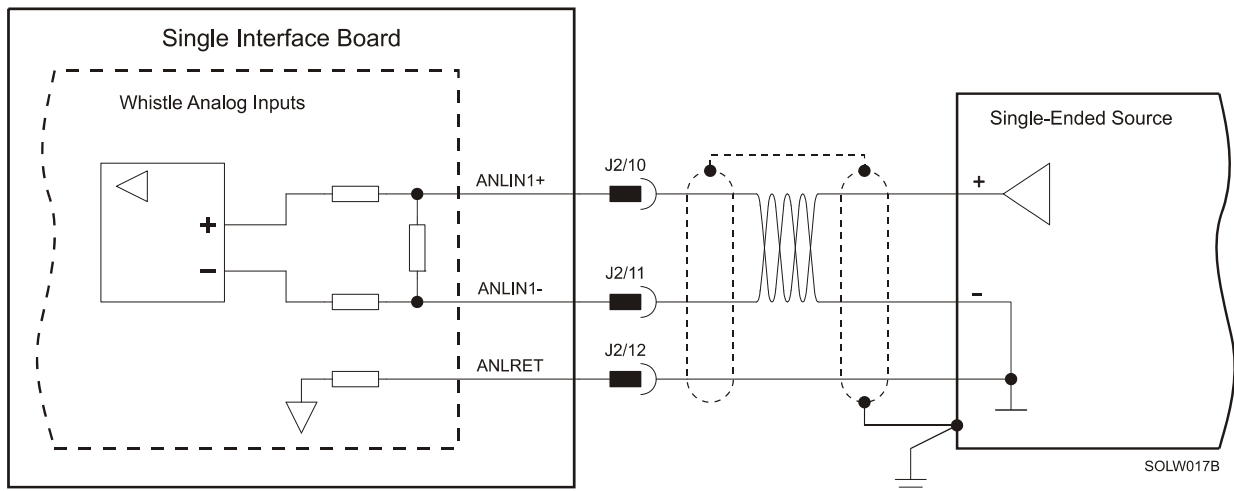 Single Interface Board
Whistle Analog Inputs
Single-Ended Source
J2/10
ANLIN1+
+
+
−
J2/11
ANLIN1-
−
J2/12
ANLRET
SOLW017B